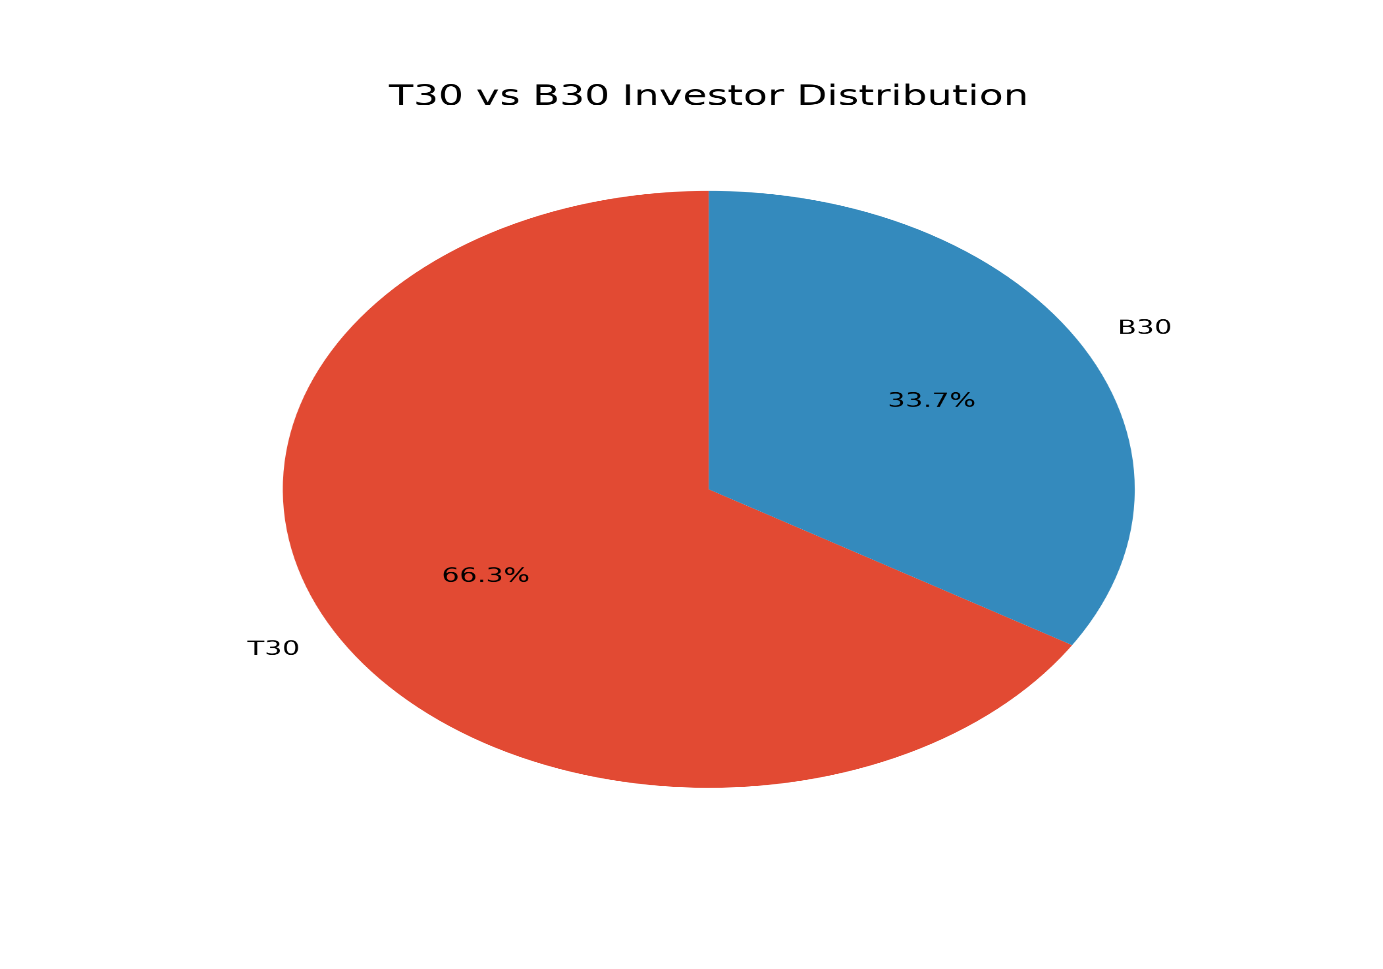 T30 vs B30 Investor Distribution
B30
33.7%
66.3%
T30